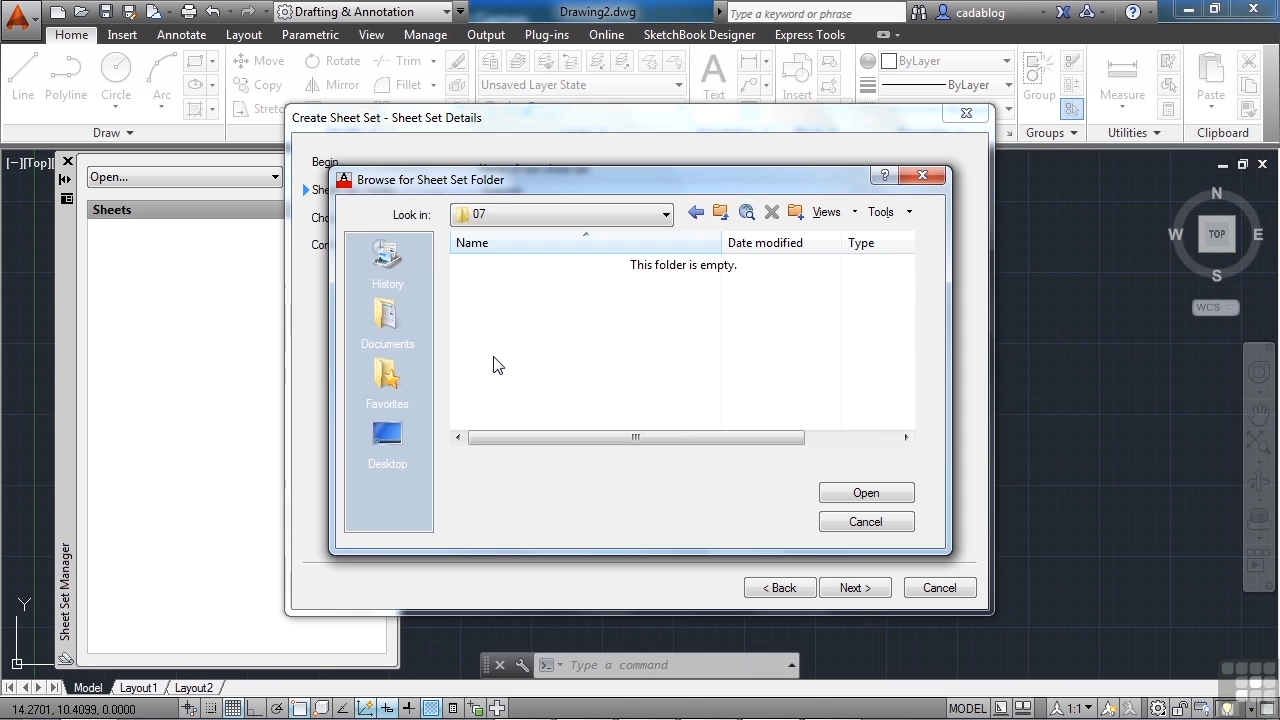 Drafting & Annotation
Drawing2.dwg
Type a keyword or phrase
cadablog
Home Insert Annotate Layout Parametric View Manage Output Plug-ins Online SketchBook Designer Express Tools
Move Rotate Trim
ByLayer
Copy Mirror Fillet
Unsaved Layer State
ByLayer
Line Polyline Circle Arc
Text Insert Group Measure Paste
Draw
Groups Utilities Clipboard
Create Sheet Set - Sheet Set Details
[−][Top][
Begin
Open...
Sheets
Browse for Sheet Set Folder
Look in: 07
Views Tools
Name Date modified Type
This folder is empty.
History
Documents
Favorites
Desktop
Open
Cancel
< Back Next > Cancel
N
W TOP E
S
WCS
Sheet Set Manager
Y
X
Type a command
Model Layout1 Layout2
14.2701, 10.4099, 0.0000
MODEL
1:1